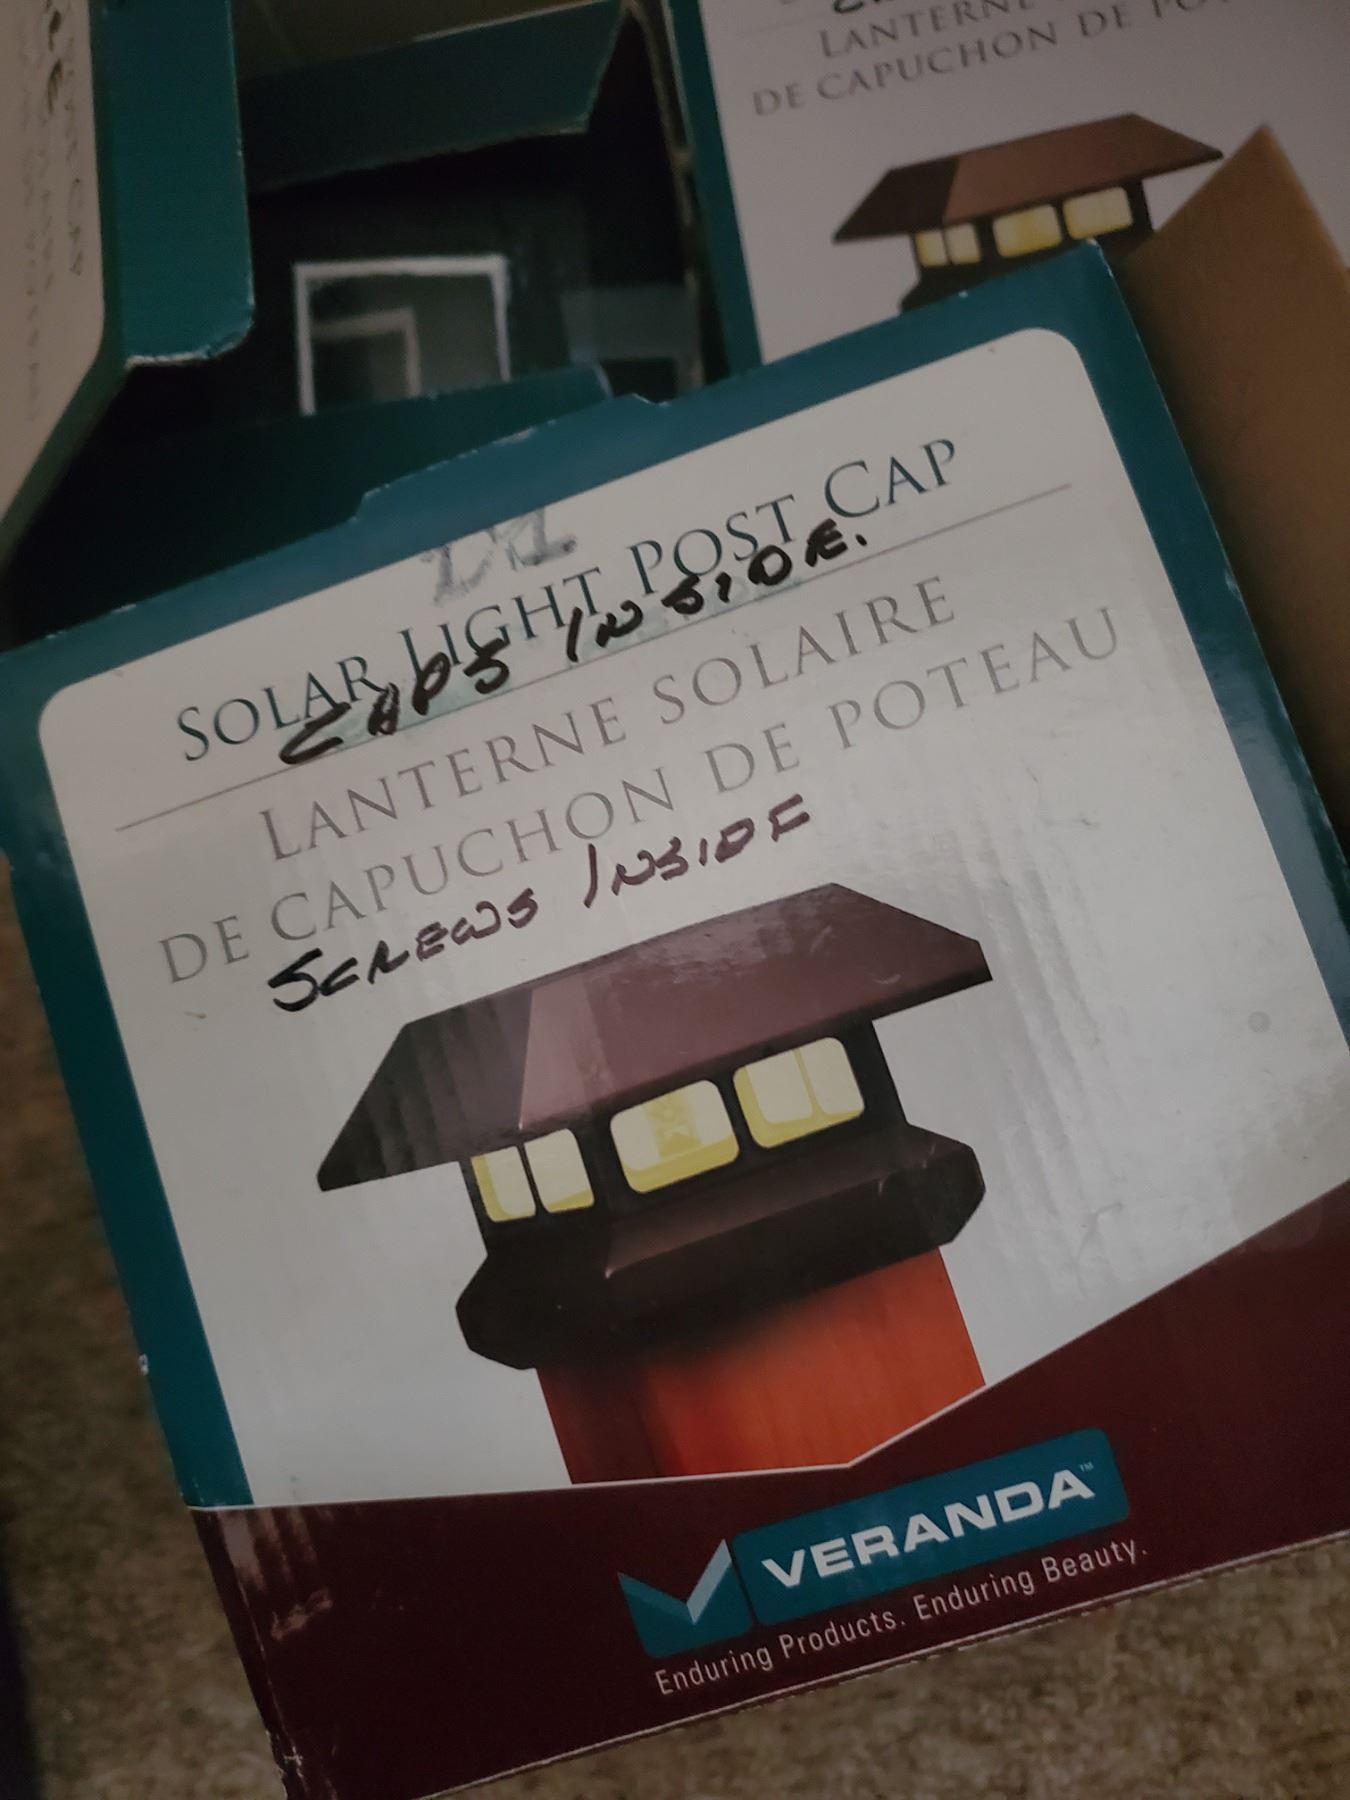 LANTERNE
DE CAPUCHON DE PO
SOLAR LIGHT POST CAP
CAPS INSIDE.
LANTERNE SOLAIRE
DE CAPUCHON DE POTEAU
SCREWS INSIDE
VERANDA™
Enduring Products. Enduring Beauty.